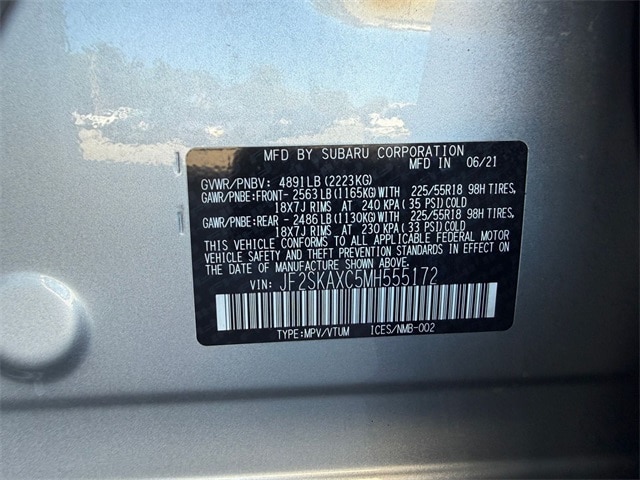 MFD BY SUBARU CORPORATION
MFD IN 06/21
GVWR/PNBV: 4891LB(2223KG)
GAWR/PNBE:FRONT- 2563LB(1165KG)WITH 225/55R18 98H TIRES,
18X7J RIMS AT 240 KPA(35 PSI)COLD
GAWR/PNBE:REAR - 2486LB(1130KG)WITH 225/55R18 98H TIRES,
18X7J RIMS AT 230 KPA(33 PSI)COLD
THIS VEHICLE CONFORMS TO ALL APPLICABLE FEDERAL MOTOR
VEHICLE SAFETY AND THEFT PREVENTION STANDARDS IN EFFECT ON
THE DATE OF MANUFACTURE SHOWN ABOVE.
VIN: JF2SKAXC5MH555172
TYPE:MPV/VTUM ICES/NMB-002